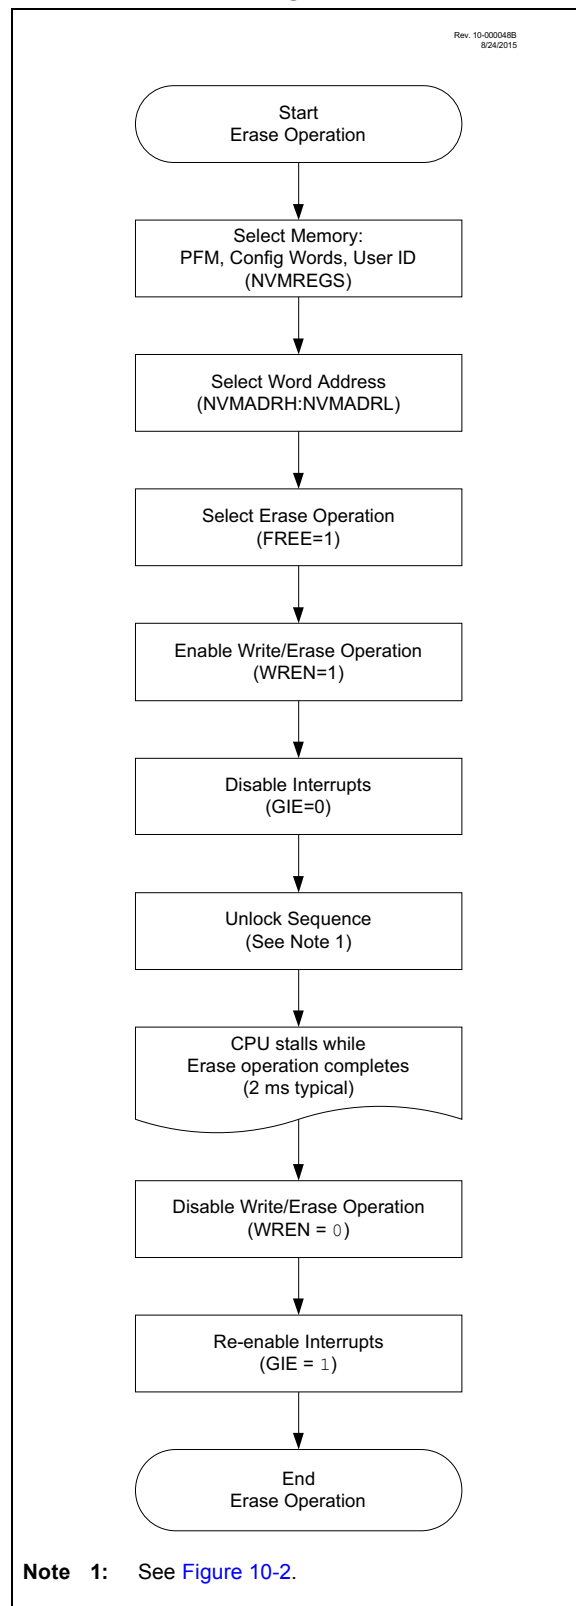 Rev. 10-000048B
8/24/2015
Start
Erase Operation
Select Memory:
PFM, Config Words, User ID
(NVMREGS)
Select Word Address
(NVMADRH:NVMADRL)
Select Erase Operation
(FREE=1)
Enable Write/Erase Operation
(WREN=1)
Disable Interrupts
(GIE=0)
Unlock Sequence
(See Note 1)
CPU stalls while
Erase operation completes
(2 ms typical)
Disable Write/Erase Operation
(WREN = 0)
Re-enable Interrupts
(GIE = 1)
End
Erase Operation
Note 1: See Figure 10-2.